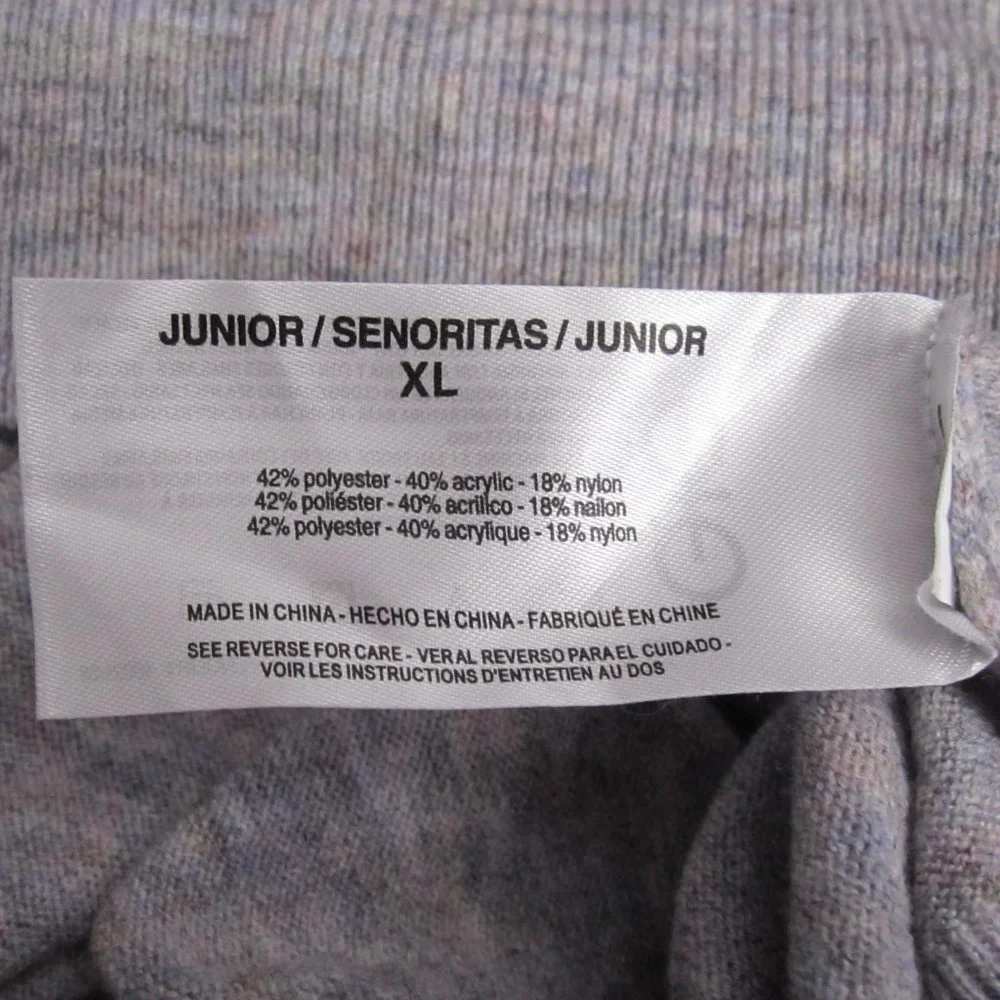 JUNIOR / SENORITAS / JUNIOR
XL
42% polyester - 40% acrylic - 18% nylon
42% poliéster - 40% acrílico - 18% nailon
42% polyester - 40% acrylique - 18% nylon
MADE IN CHINA - HECHO EN CHINA - FABRIQUÉ EN CHINE
SEE REVERSE FOR CARE - VER AL REVERSO PARA EL CUIDADO -
VOIR LES INSTRUCTIONS D'ENTRETIEN AU DOS